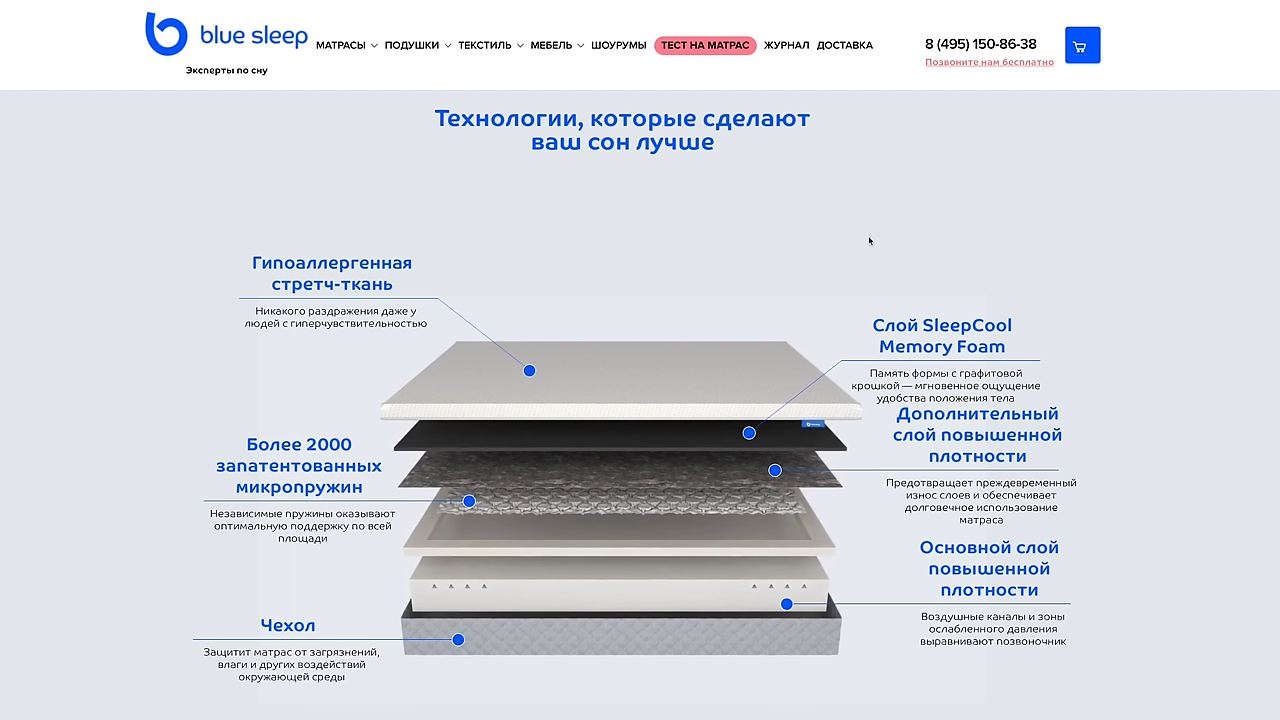 blue sleep
Эксперты по сну
МАТРАСЫ ПОДУШКИ ТЕКСТИЛЬ МЕБЕЛЬ ШОУРУМЫ ТЕСТ НА МАТРАС ЖУРНАЛ ДОСТАВКА
8 (495) 150-86-38
Позвоните нам бесплатно
Технологии, которые сделают
ваш сон лучше
Гипоаллергенная
стретч-ткань
Никакого раздражения даже у
людей с гиперчувствительностью
Слой SleepCool
Memory Foam
Память формы с графитовой
крошкой — мгновенное ощущение
удобства положения тела
Дополнительный
слой повышенной
плотности
Предотвращает преждевременный
износ слоев и обеспечивает
долговечное использование
матраса
Более 2000
запатентованных
микропружин
Независимые пружины оказывают
оптимальную поддержку по всей
площади
Основной слой
повышенной
плотности
Воздушные каналы и зоны
ослабленного давления
выравнивают позвоночник
Чехол
Защитит матрас от загрязнений,
влаги и других воздействий
окружающей среды